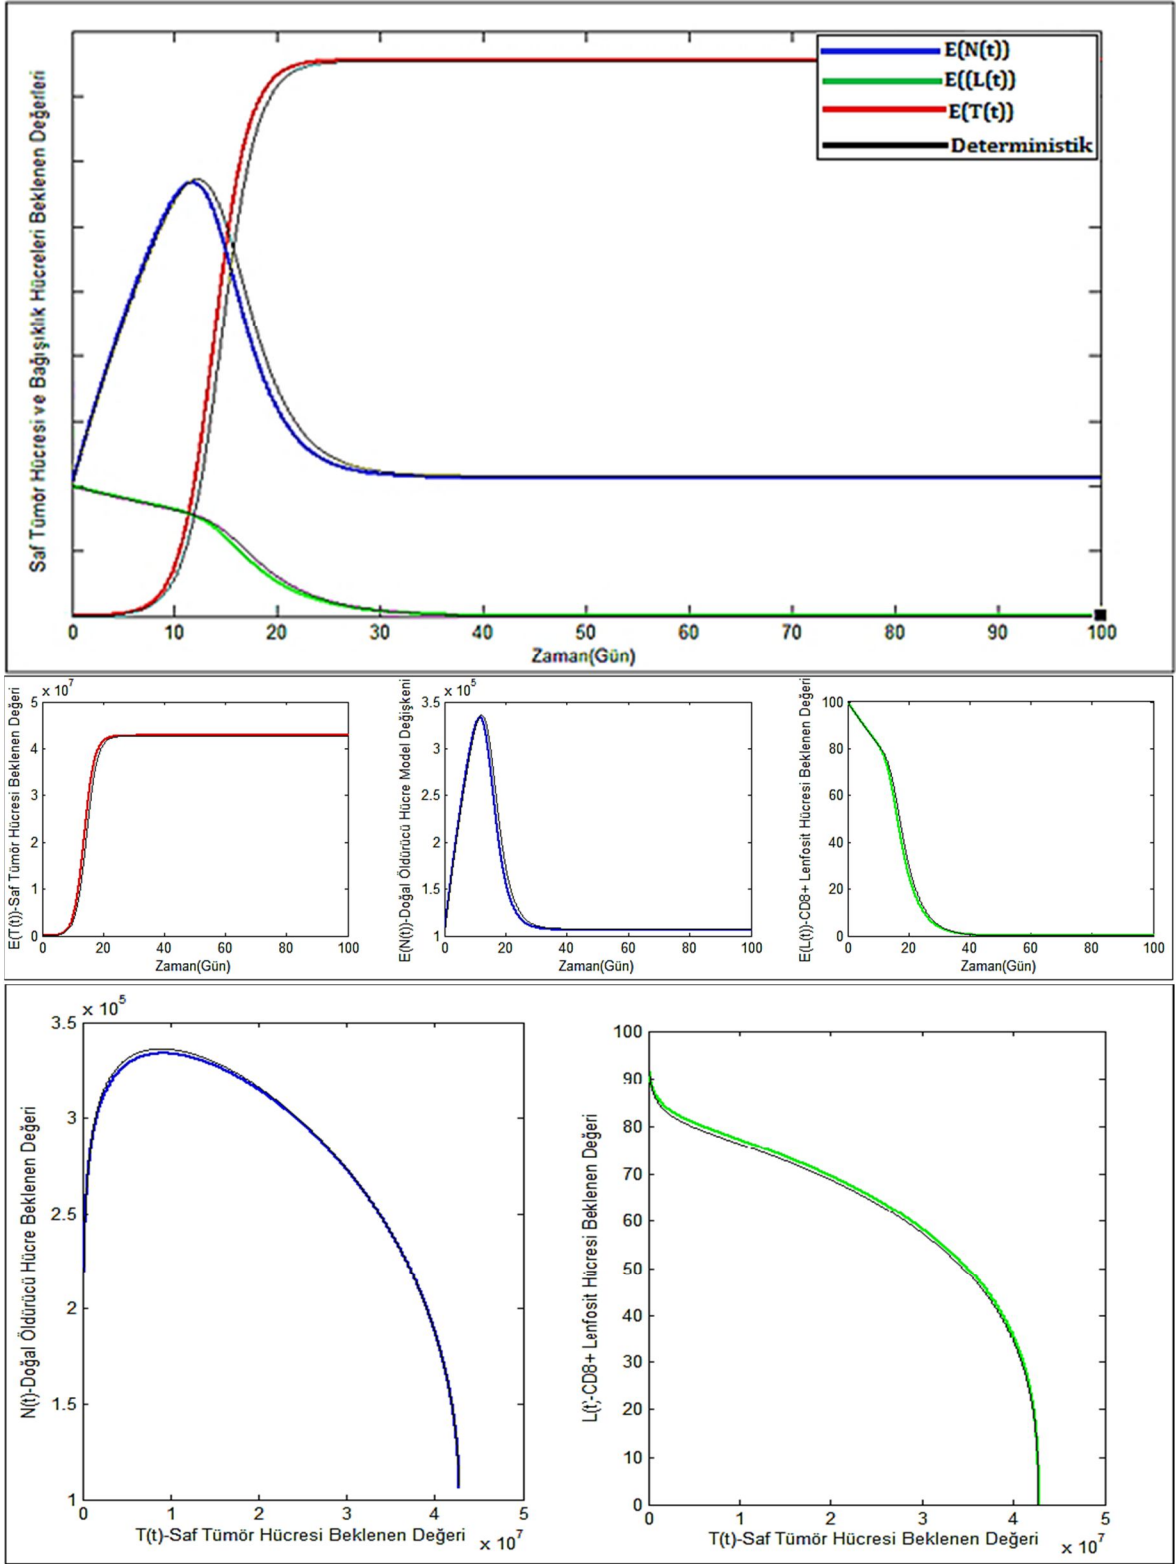 Saf Tümör Hücresi ve Bağışıklık Hücreleri Beklenen Değerleri
E(N(t))
E((L(t))
E(T(t))
Deterministik
0 10 20 30 40 50 60 70 80 90 100
Zaman(Gün)
E(T(t))-Saf Tümör Hücresi Beklenen Değeri
x 10^7
5
4
3
2
1
0
0 20 40 60 80 100
Zaman(Gün)
E(N(t))-Doğal Öldürücü Hücre Model Değişkeni
x 10^5
3.5
3
2.5
2
1.5
1
0 20 40 60 80 100
Zaman(Gün)
E(L(t))-CD8+ Lenfosit Hücresi Beklenen Değeri
100
80
60
40
20
0
0 20 40 60 80 100
Zaman(Gün)
N(t)-Doğal Öldürücü Hücre Beklenen Değeri
x 10^5
3.5
3
2.5
2
1.5
1
0 1 2 3 4 5
T(t)-Saf Tümör Hücresi Beklenen Değeri
x 10^7
L(t;-CD8+ Lenfosit Hücresi Beklenen Değeri
100
90
80
70
60
50
40
30
20
10
0
0 1 2 3 4 5
T(t)-Saf Tümör Hücresi Beklenen Değeri
x 10^7